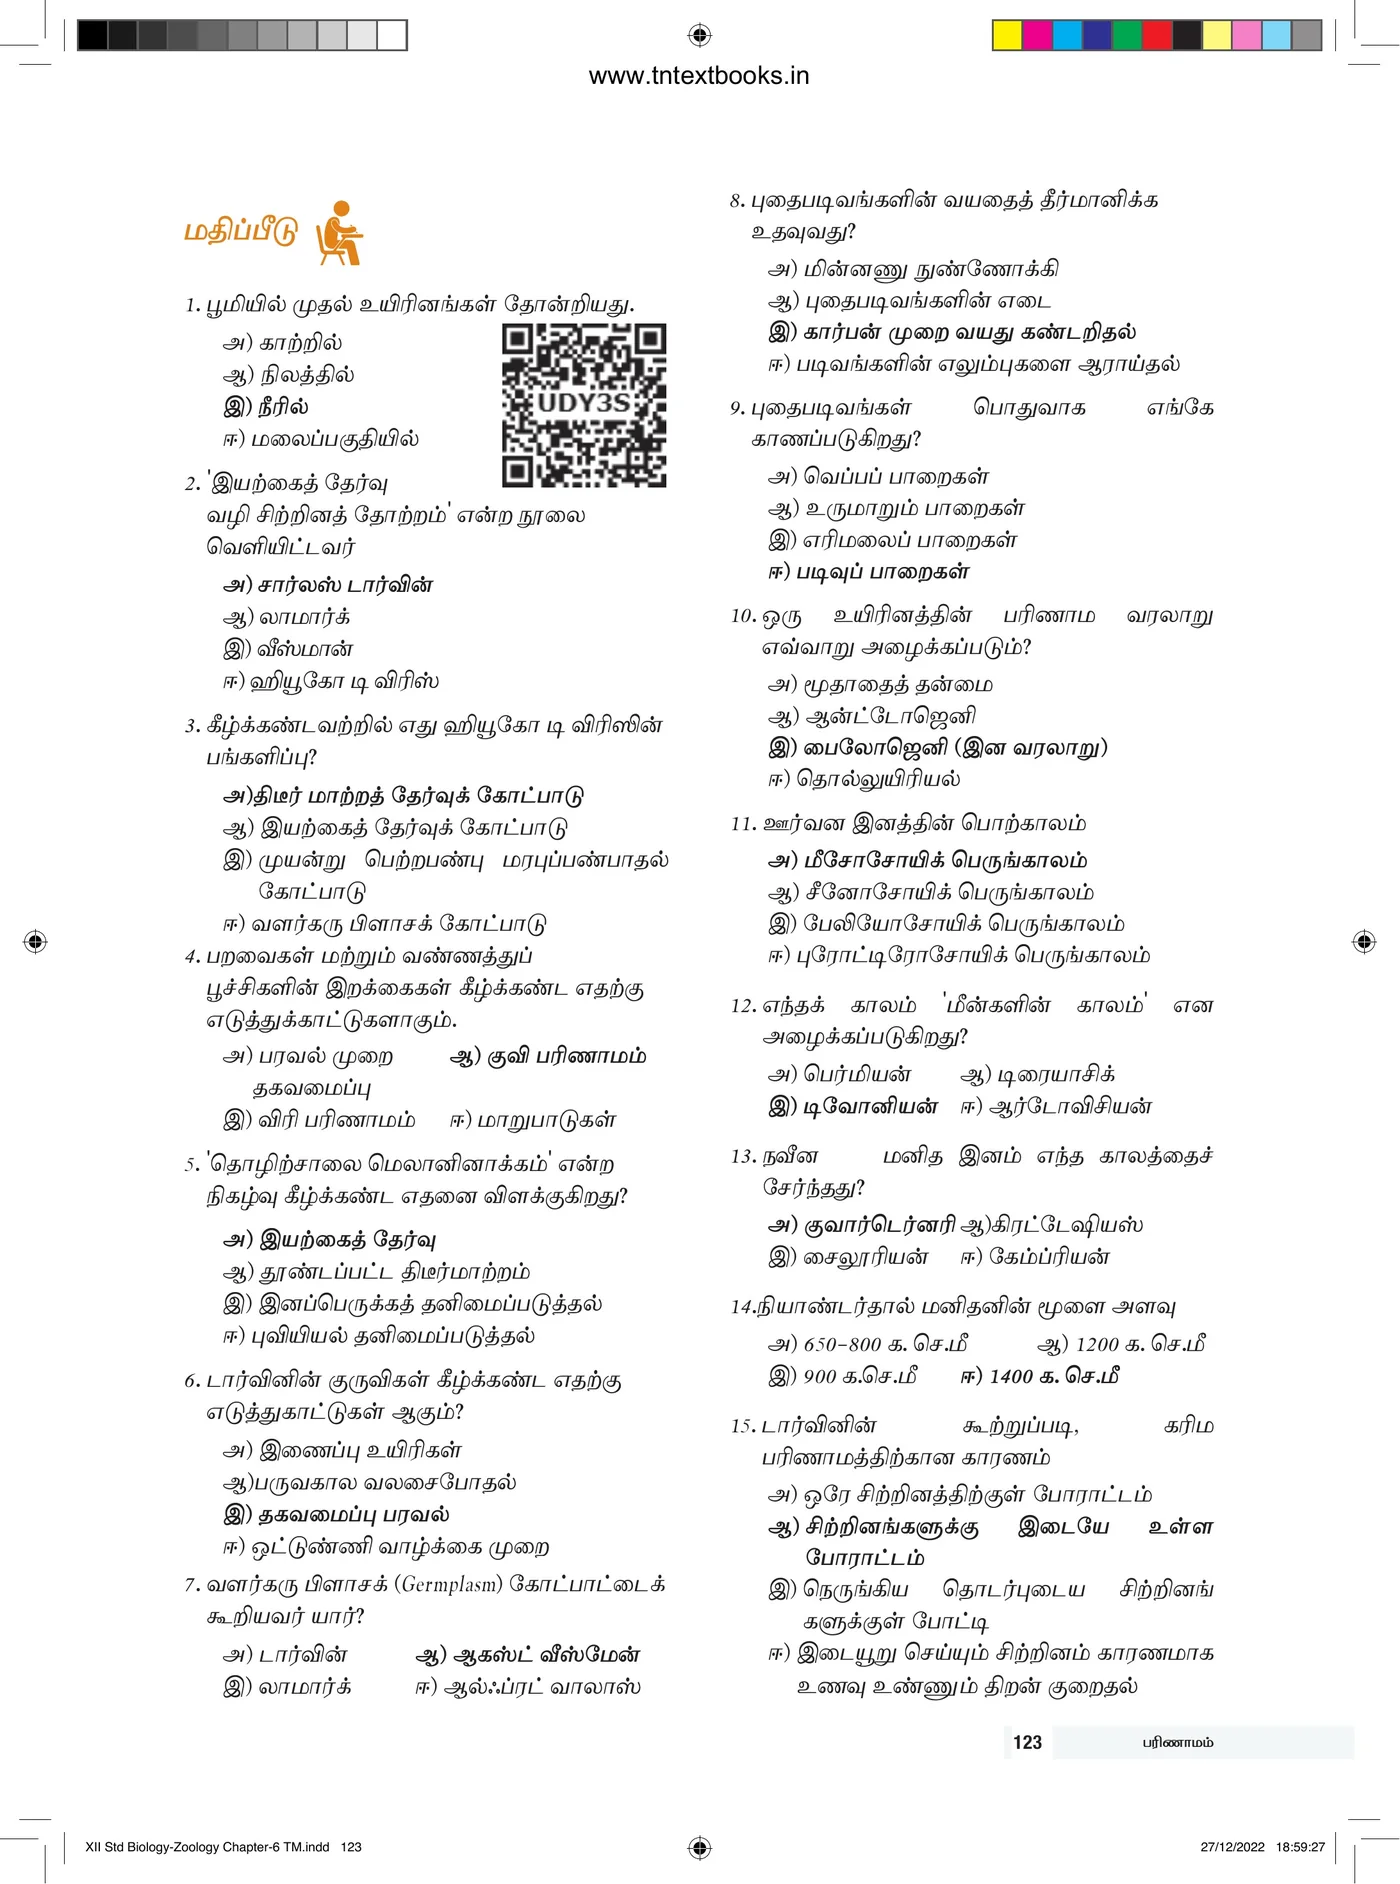 www.tntextbooks.in
மதிப்பீடு
1. பூமியில் முதல் உயிரினங்கள் தோன்றியது.
அ) காற்றில்
ஆ) நிலத்தில்
இ) நீரில்
ஈ) மலைப்பகுதியில்
UDY3S
2. 'இயற்கைத் தேர்வு
வழி சிற்றினத் தோற்றம்' என்ற நூலை
வெளியிட்டவர்
அ) சார்லஸ் டார்வின்
ஆ) லாமார்க்
இ) வீஸ்மான்
ஈ) ஹியூகோ டி விரிஸ்
3. கீழ்க்கண்டவற்றில் எது ஹியூகோ டி விரிஸின்
பங்களிப்பு?
அ)திடீர் மாற்றத் தேர்வுக் கோட்பாடு
ஆ) இயற்கைத் தேர்வுக் கோட்பாடு
இ) முயன்று பெற்றபண்பு மரபுப்பண்பாதல்
கோட்பாடு
ஈ) வளர்கரு பிளாசக் கோட்பாடு
4. பறவைகள் மற்றும் வண்ணத்துப்
பூச்சிகளின் இறக்கைகள் கீழ்க்கண்ட எதற்கு
எடுத்துக்காட்டுகளாகும்.
அ) பரவல் முறை ஆ) குவி பரிணாமம்
தகவமைப்பு
இ) விரி பரிணாமம் ஈ) மாறுபாடுகள்
5. 'தொழிற்சாலை மெலானினாக்கம்' என்ற
நிகழ்வு கீழ்க்கண்ட எதனை விளக்குகிறது?
அ) இயற்கைத் தேர்வு
ஆ) தூண்டப்பட்ட திடீர்மாற்றம்
இ) இனப்பெருக்கத் தனிமைப்படுத்தல்
ஈ) புவியியல் தனிமைப்படுத்தல்
6. டார்வினின் குருவிகள் கீழ்க்கண்ட எதற்கு
எடுத்துகாட்டுகள் ஆகும்?
அ) இணைப்பு உயிரிகள்
ஆ)பருவகால வலசைபோதல்
இ) தகவமைப்பு பரவல்
ஈ) ஒட்டுண்ணி வாழ்க்கை முறை
7. வளர்கரு பிளாசக் (Germplasm) கோட்பாட்டைக்
கூறியவர் யார்?
அ) டார்வின் ஆ) ஆகஸ்ட் வீஸ்மேன்
இ) லாமார்க் ஈ) ஆல்ஃப்ரட் வாலாஸ்
8. புதைபடிவங்களின் வயதைத் தீர்மானிக்க
உதவுவது?
அ) மின்னணு நுண்ணோக்கி
ஆ) புதைபடிவங்களின் எடை
இ) கார்பன் முறை வயது கண்டறிதல்
ஈ) படிவங்களின் எலும்புகளை ஆராய்தல்
9. புதைபடிவங்கள் பொதுவாக எங்கே
காணப்படுகிறது?
அ) வெப்பப் பாறைகள்
ஆ) உருமாறும் பாறைகள்
இ) எரிமலைப் பாறைகள்
ஈ) படிவுப் பாறைகள்
10. ஒரு உயிரினத்தின் பரிணாம வரலாறு
எவ்வாறு அழைக்கப்படும்?
அ) மூதாதைத் தன்மை
ஆ) ஆன்ட்டோஜெனி
இ) பைலோஜெனி (இன வரலாறு)
ஈ) தொல்லுயிரியல்
11. ஊர்வன இனத்தின் பொற்காலம்
அ) மீசோசோயிக் பெருங்காலம்
ஆ) சீனோசோயிக் பெருங்காலம்
இ) பேலியோசோயிக் பெருங்காலம்
ஈ) புரோட்டிரோசோயிக் பெருங்காலம்
12. எந்தக் காலம் 'மீன்களின் காலம்' என
அழைக்கப்படுகிறது?
அ) பெர்மியன் ஆ) டிரையாசிக்
இ) டிவோனியன் ஈ) ஆர்டோவிசியன்
13. நவீன மனித இனம் எந்த காலத்தைச்
சேர்ந்தது?
அ) குவார்டெர்னரி ஆ)கிரட்டேஷியஸ்
இ) சைலூரியன் ஈ) கேம்ப்ரியன்
14.நியாண்டர்தால் மனிதனின் மூளை அளவு
அ) 650-800 க. செ.மீ ஆ) 1200 க. செ.மீ
இ) 900 க.செ.மீ ஈ) 1400 க. செ.மீ
15. டார்வினின் கூற்றுப்படி, கரிம
பரிணாமத்திற்கான காரணம்
அ) ஒரே சிற்றினத்திற்குள் போராட்டம்
ஆ) சிற்றினங்களுக்கு இடையே உள்ள
போராட்டம்
இ) நெருங்கிய தொடர்புடைய சிற்றினங்
களுக்குள் போட்டி
ஈ) இடையூறு செய்யும் சிற்றினம் காரணமாக
உணவு உண்ணும் திறன் குறைதல்
123 பரிணாமம்
XII Std Biology-Zoology Chapter-6 TM.indd 123 27/12/2022 18:59:27